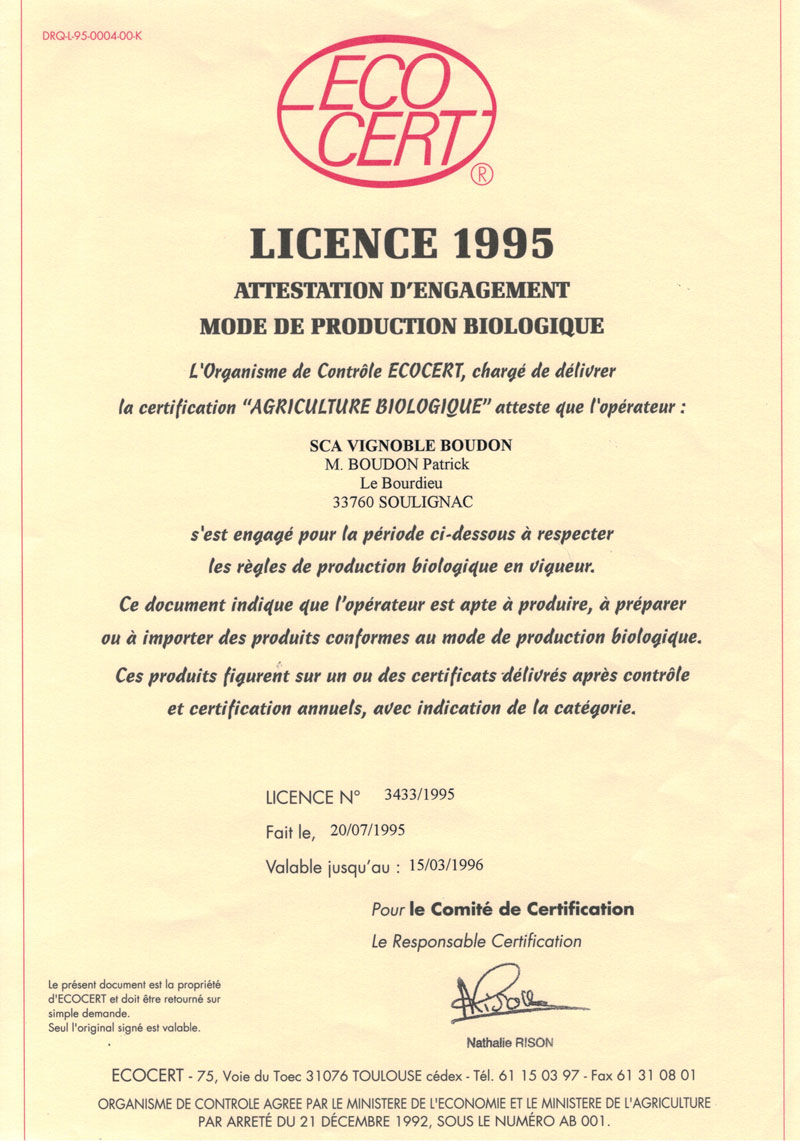 DRQ-L-95-0004-00-K
ECO
CERT
®
LICENCE 1995
ATTESTATION D'ENGAGEMENT
MODE DE PRODUCTION BIOLOGIQUE
L'Organisme de Contrôle ECOCERT, chargé de délivrer
la certification "AGRICULTURE BIOLOGIQUE" atteste que l'opérateur :
SCA VIGNOBLE BOUDON
M. BOUDON Patrick
Le Bourdieu
33760 SOULIGNAC
s'est engagé pour la période ci-dessous à respecter
les règles de production biologique en vigueur.
Ce document indique que l'opérateur est apte à produire, à préparer
ou à importer des produits conformes au mode de production biologique.
Ces produits figurent sur un ou des certificats délivrés après contrôle
et certification annuels, avec indication de la catégorie.
LICENCE N° 3433/1995
Fait le, 20/07/1995
Valable jusqu'au : 15/03/1996
Pour le Comité de Certification
Le Responsable Certification
Nathalie RISON
Le présent document est la propriété
d'ECOCERT et doit être retourné sur
simple demande.
Seul l'original signé est valable.
ECOCERT - 75, Voie du Toec 31076 TOULOUSE cédex - Tél. 61 15 03 97 - Fax 61 31 08 01
ORGANISME DE CONTROLE AGREE PAR LE MINISTERE DE L'ECONOMIE ET LE MINISTERE DE L'AGRICULTURE
PAR ARRETÉ DU 21 DÉCEMBRE 1992, SOUS LE NUMÉRO AB 001.